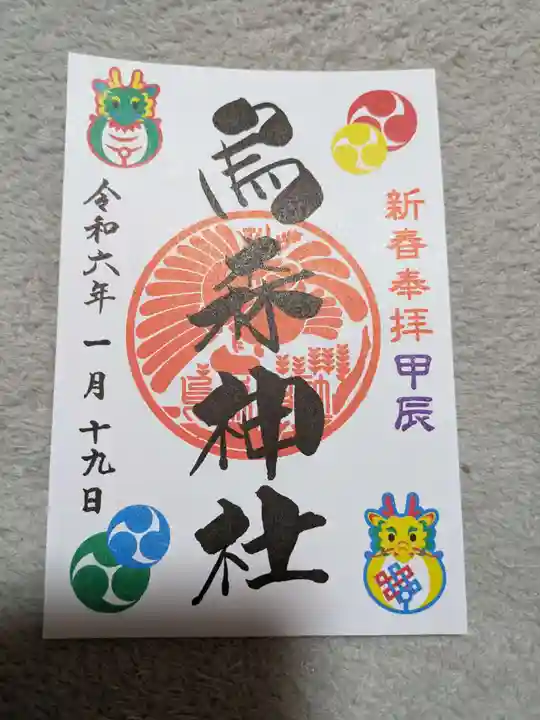 新春奉拝
甲辰
烏森神社
令和六年 一月 十九日